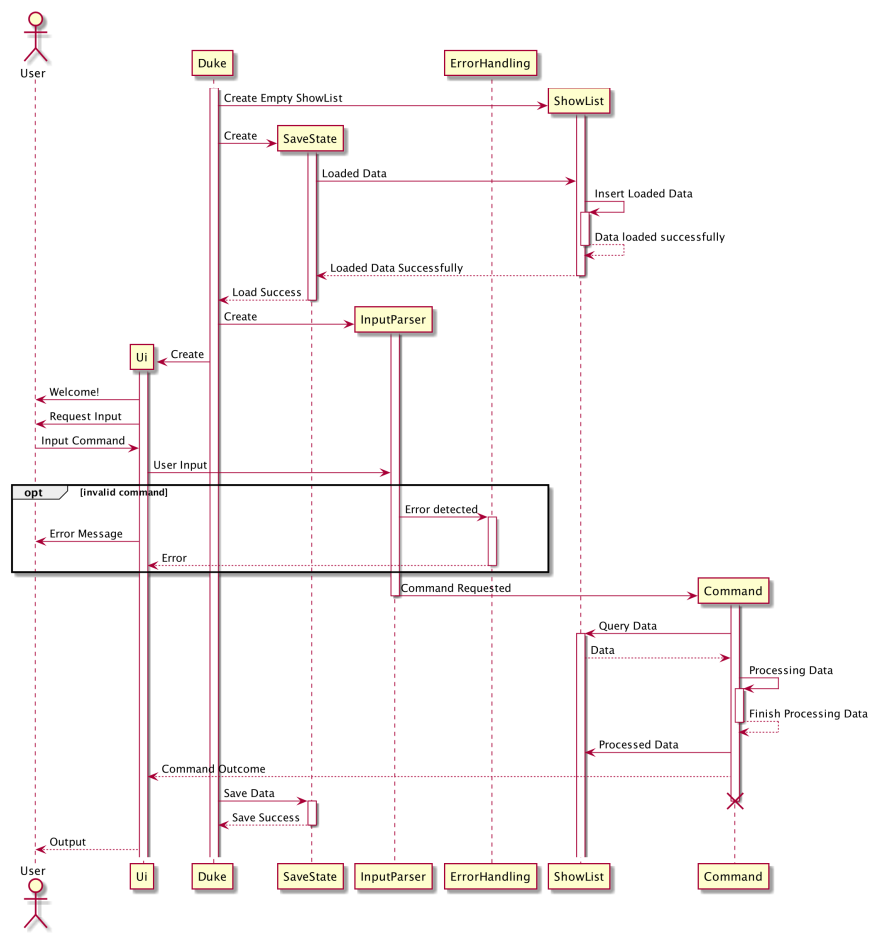 User
Duke
ErrorHandling
Create Empty ShowList
ShowList
Create
SaveState
Loaded Data
Insert Loaded Data
Data loaded successfully
Loaded Data Successfully
Load Success
Create
InputParser
Ui
Create
Welcome!
Request Input
Input Command
User Input
opt
[invalid command]
Error detected
Error Message
Error
Command Requested
Command
Query Data
Data
Processing Data
Finish Processing Data
Processed Data
Command Outcome
Save Data
Save Success
Output
User
Ui
Duke
SaveState
InputParser
ErrorHandling
ShowList
Command